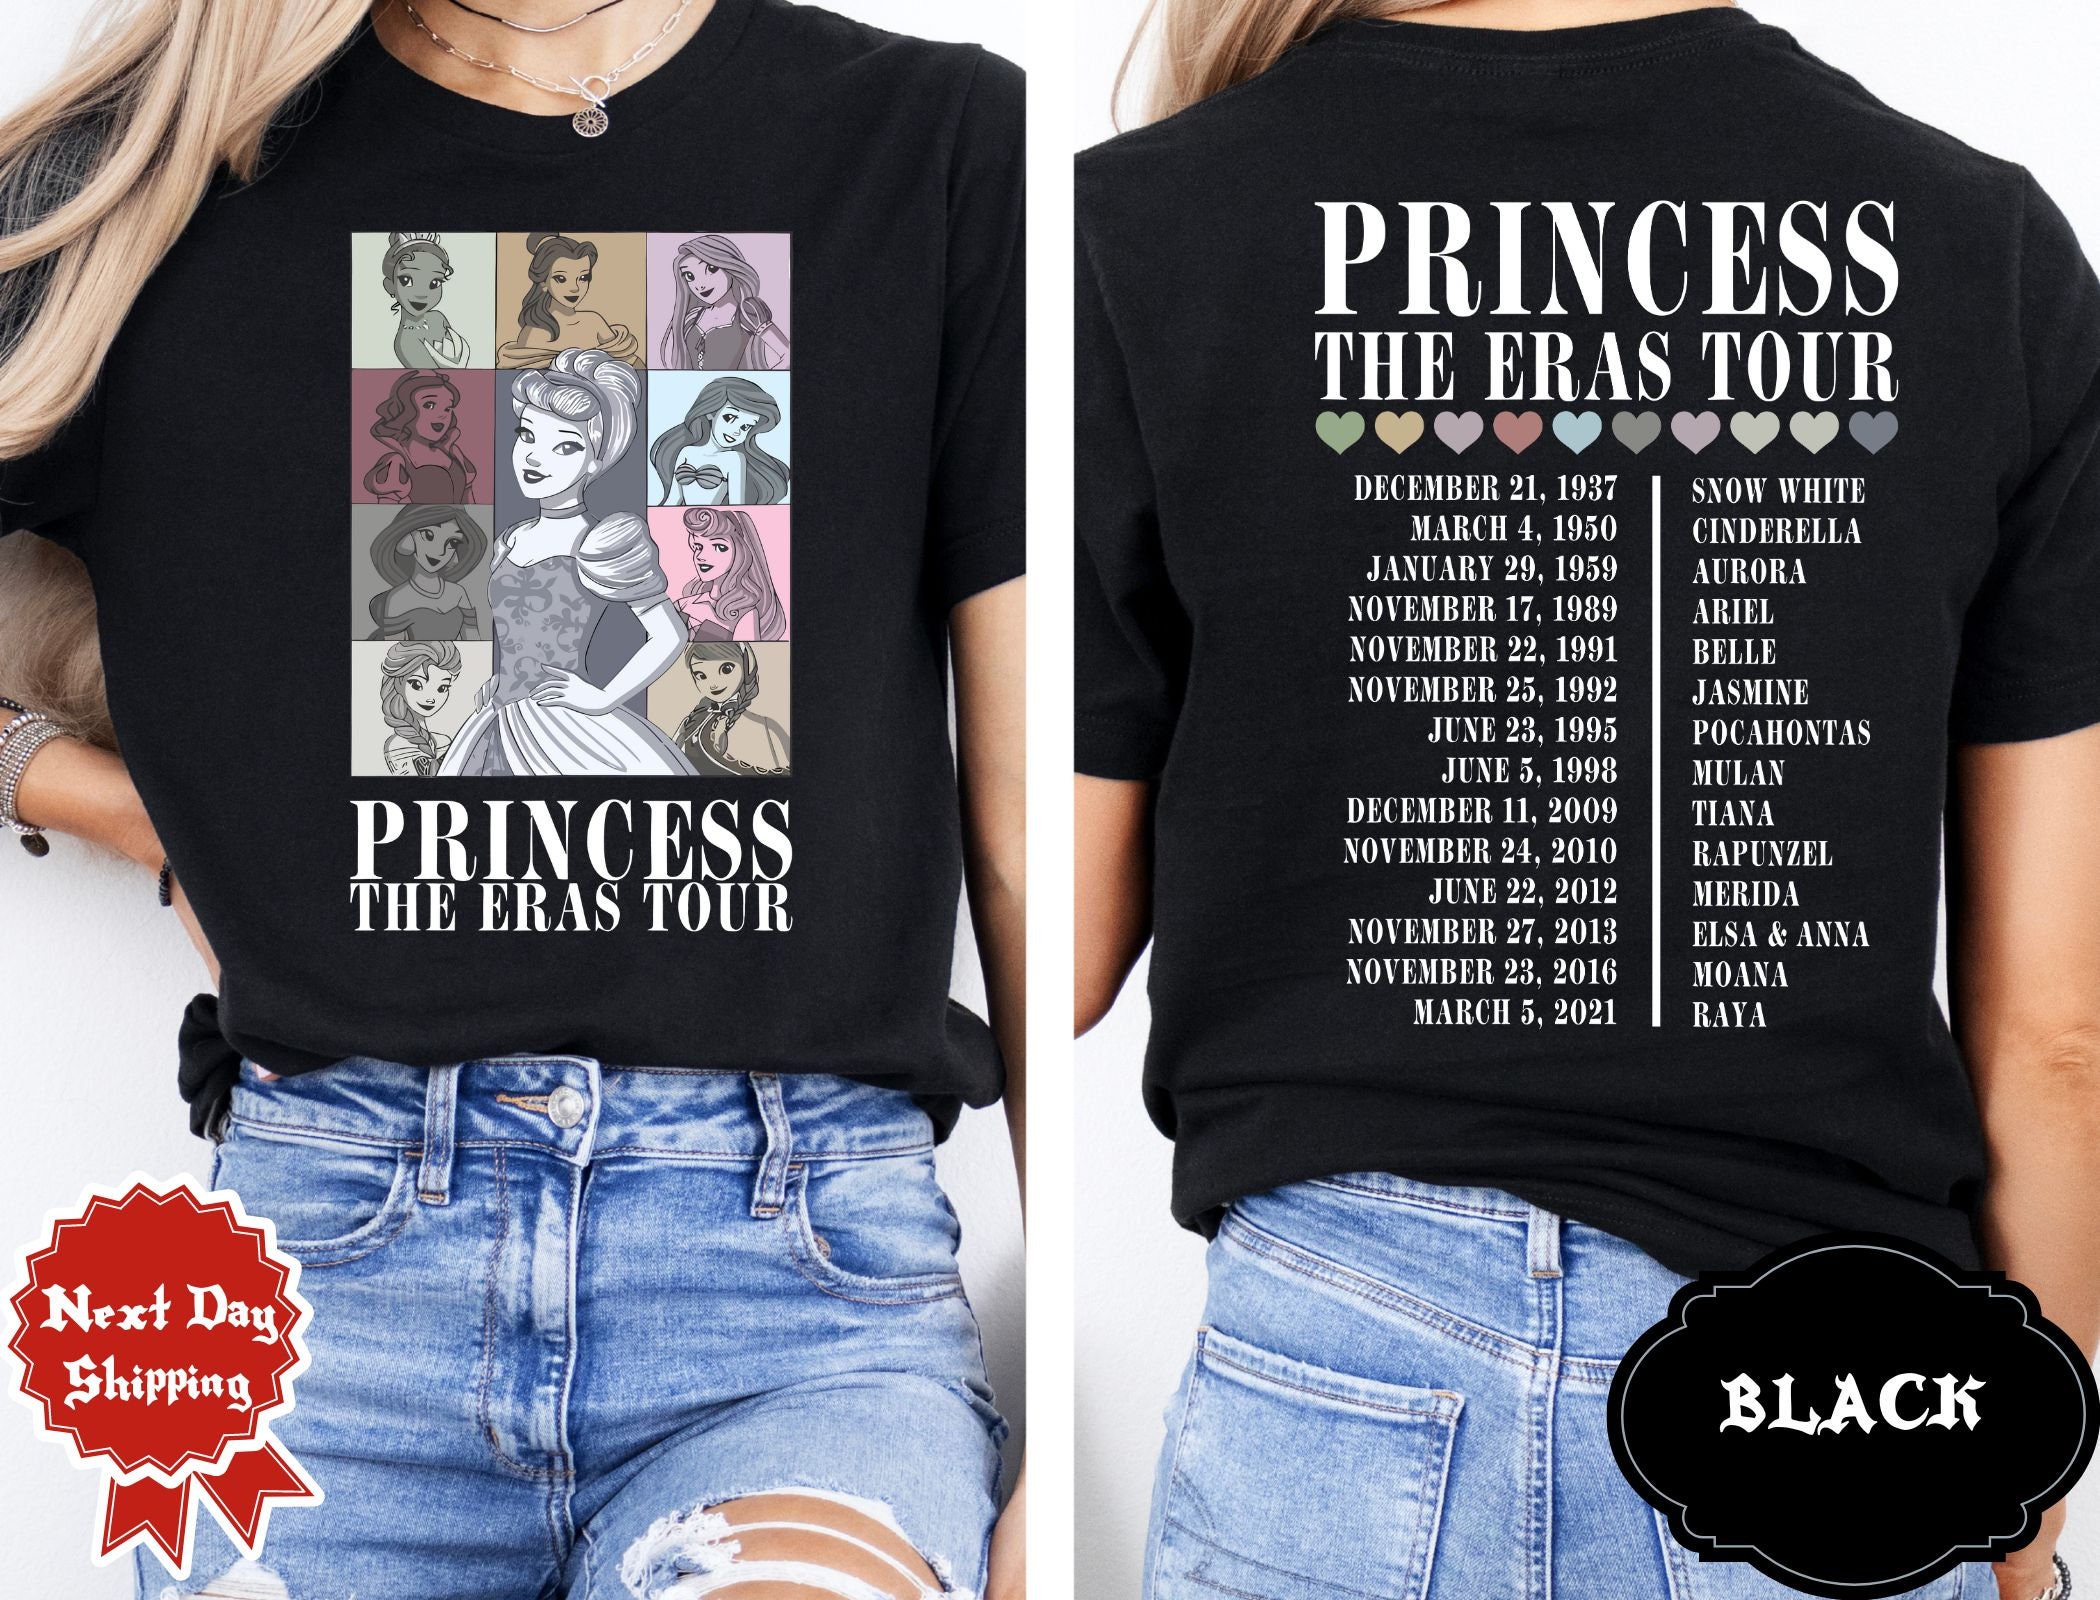 PRINCESS
THE ERAS TOUR
Next Day
Shipping
PRINCESS
THE ERAS TOUR
DECEMBER 21, 1937 SNOW WHITE
MARCH 4, 1950 CINDERELLA
JANUARY 29, 1959 AURORA
NOVEMBER 17, 1989 ARIEL
NOVEMBER 22, 1991 BELLE
NOVEMBER 25, 1992 JASMINE
JUNE 23, 1995 POCAHONTAS
JUNE 5, 1998 MULAN
DECEMBER 11, 2009 TIANA
NOVEMBER 24, 2010 RAPUNZEL
JUNE 22, 2012 MERIDA
NOVEMBER 27, 2013 ELSA & ANNA
NOVEMBER 23, 2016 MOANA
MARCH 5, 2021 RAYA
BLACK